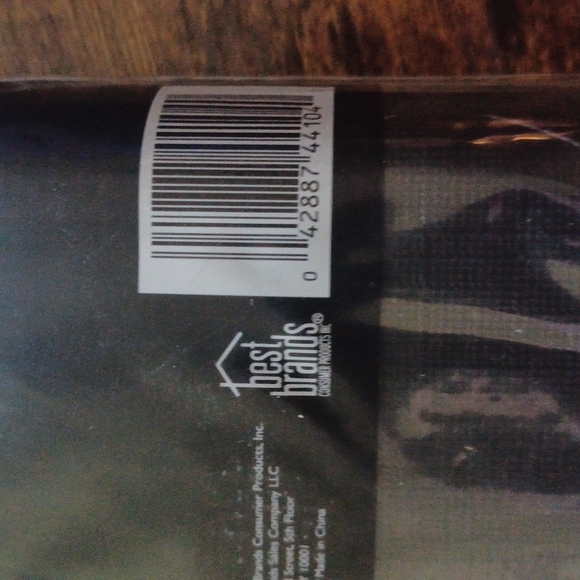 0 42887 44104
best
brands®
CONSUMER PRODUCTS INC
Brands Consumer Products, Inc.
Sales Company LLC
Street, 5th Floor
10001
Made in China